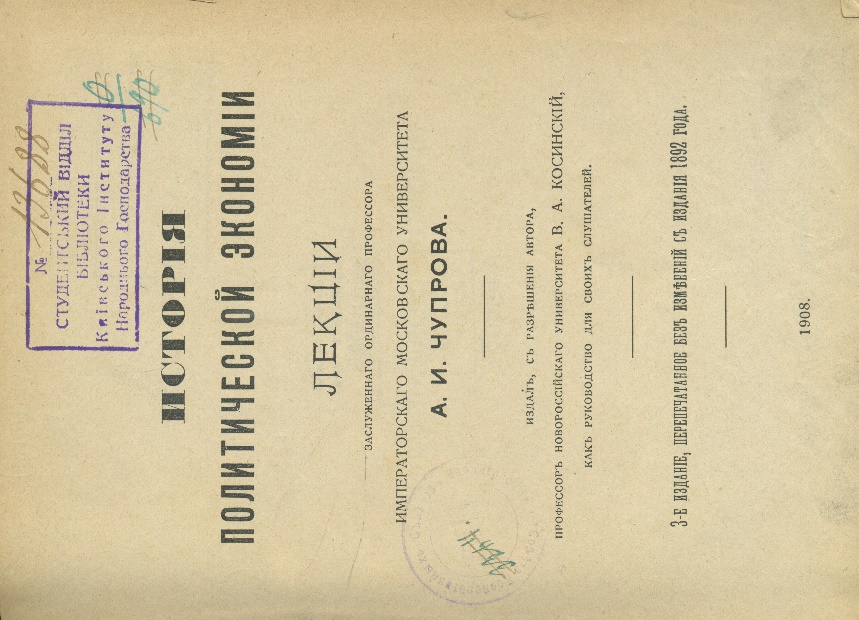 № 13688
СТУДЕНТСЬКИЙ ВІДДІЛ
БІБЛІОТЕКИ
Київського Інституту
Народнього Господарства
ИСТОРІЯ
ПОЛИТИЧЕСКОЙ ЭКОНОМІИ
ЛЕКЦІИ
ЗАСЛУЖЕННАГО ОРДИНАРНАГО ПРОФЕССОРА
ИМПЕРАТОРСКАГО МОСКОВСКАГО УНИВЕРСИТЕТА
А. И. ЧУПРОВА.
ИЗДАЛЪ, СЪ РАЗРѢШЕНІЯ АВТОРА,
ПРОФЕССОРЪ НОВОРОССІЙСКАГО УНИВЕРСИТЕТА В. А. КОСИНСКІЙ,
КАКЪ РУКОВОДСТВО ДЛЯ СВОИХЪ СЛУШАТЕЛЕЙ.
3-Е ИЗДАНІЕ, ПЕРЕПЕЧАТАННОЕ БЕЗЪ ИЗМѢНЕНІЙ СЪ ИЗДАНІЯ 1892 ГОДА.
1908.